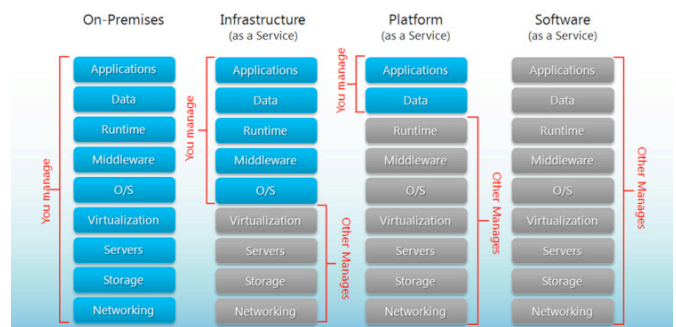 On-Premises
You manage
Applications
Data
Runtime
Middleware
O/S
Virtualization
Servers
Storage
Networking
Infrastructure
(as a Service)
You manage
Applications
Data
Runtime
Middleware
O/S
Virtualization
Servers
Storage
Networking
Other Manages
Platform
(as a Service)
You manage
Applications
Data
Runtime
Middleware
O/S
Virtualization
Servers
Storage
Networking
Other Manages
Software
(as a Service)
Applications
Data
Runtime
Middleware
O/S
Virtualization
Servers
Storage
Networking
Other Manages